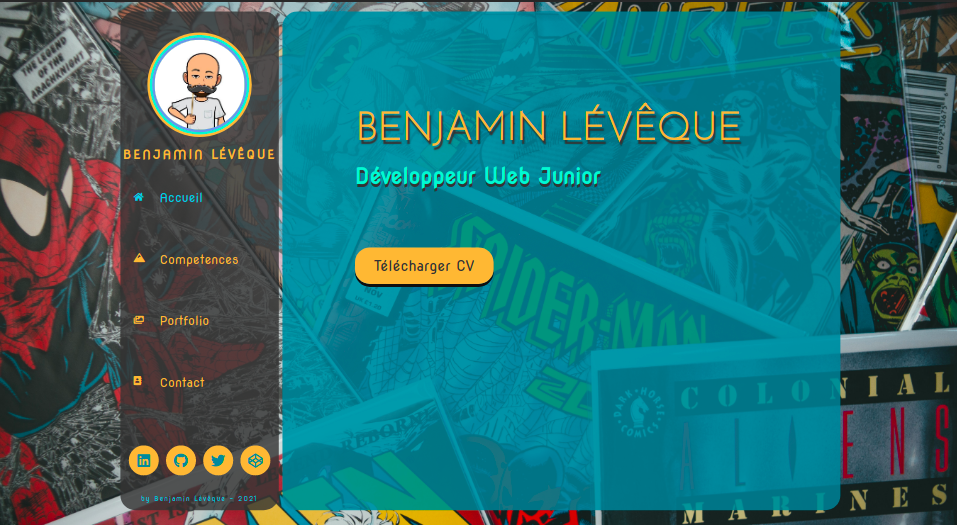 BENJAMIN LÉVÊQUE
Accueil
Competences
Portfolio
Contact
by Benjamin Lévêque - 2021
BENJAMIN LÉVÊQUE
Développeur Web Junior
Télécharger CV
THE LEGEND
OF THE
ARKNIGHT
SPIDER-MAN
DARK HORSE
COMICS
COLONIAL
ALIENS
MARINES